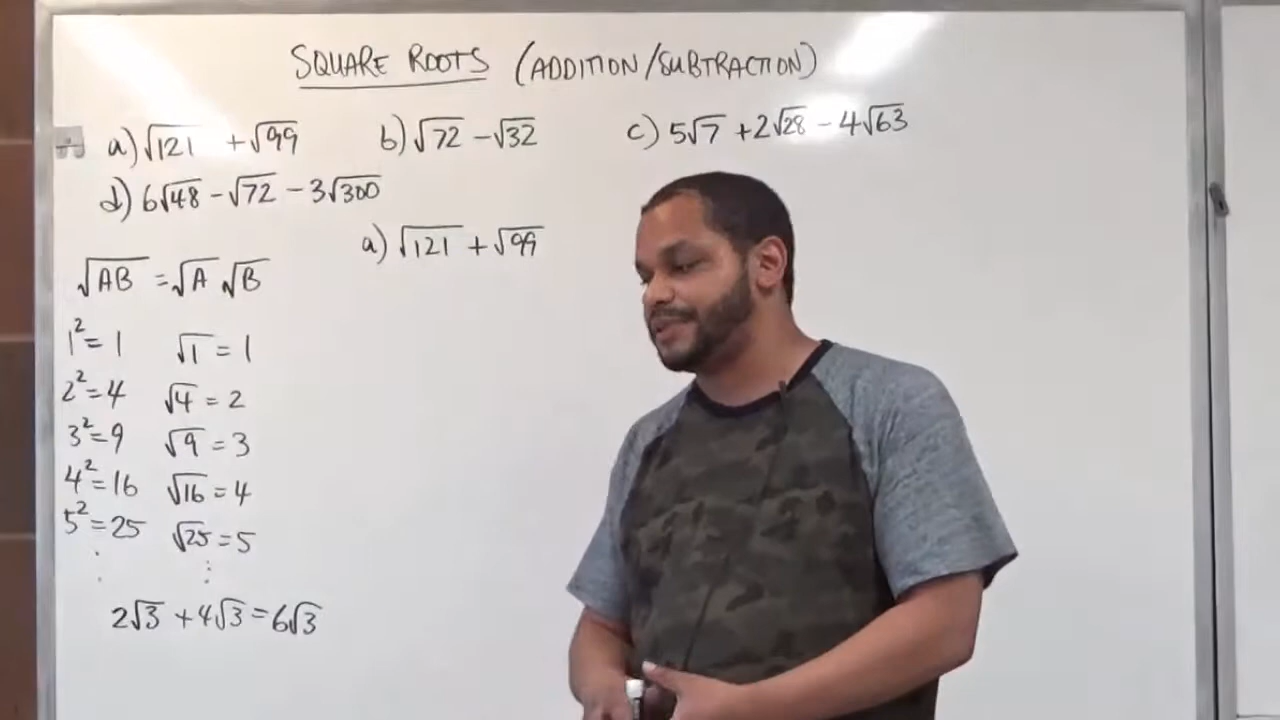 SQUARE ROOTS (ADDITION/SUBTRACTION)
a) √121 + √99 b) √72 − √32 c) 5√7 + 2√28 − 4√63
d) 6√48 − √72 − 3√300
a) √121 + √99
√AB = √A √B
1² = 1 √1 = 1
2² = 4 √4 = 2
3² = 9 √9 = 3
4² = 16 √16 = 4
5² = 25 √25 = 5
⋮ ⋮
2√3 + 4√3 = 6√3